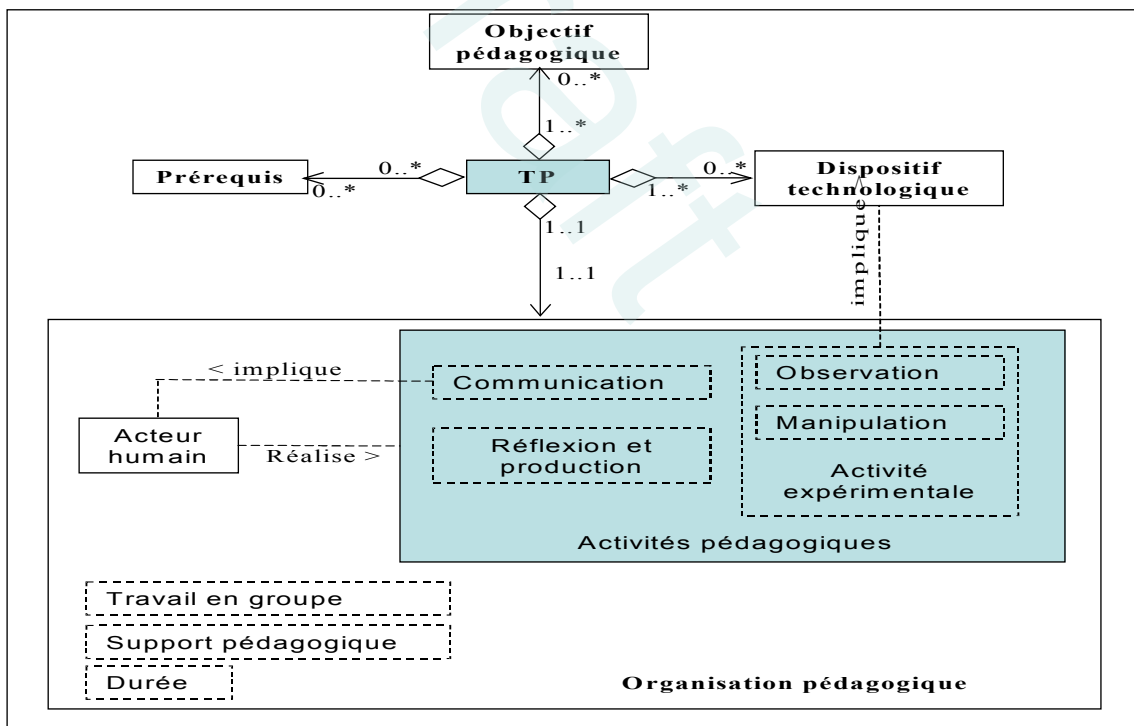 Objectif
pédagogique
0..*
1..*
Prérequis
0..*
0..*
TP
0..*
1..*
Dispositif
technologique
implique >
1..1
1..1
< implique
Communication
Observation
Manipulation
Acteur
humain
Réalise >
Réflexion et
production
Activité
expérimentale
Activités pédagogiques
Travail en groupe
Support pédagogique
Durée
Organisation pédagogique